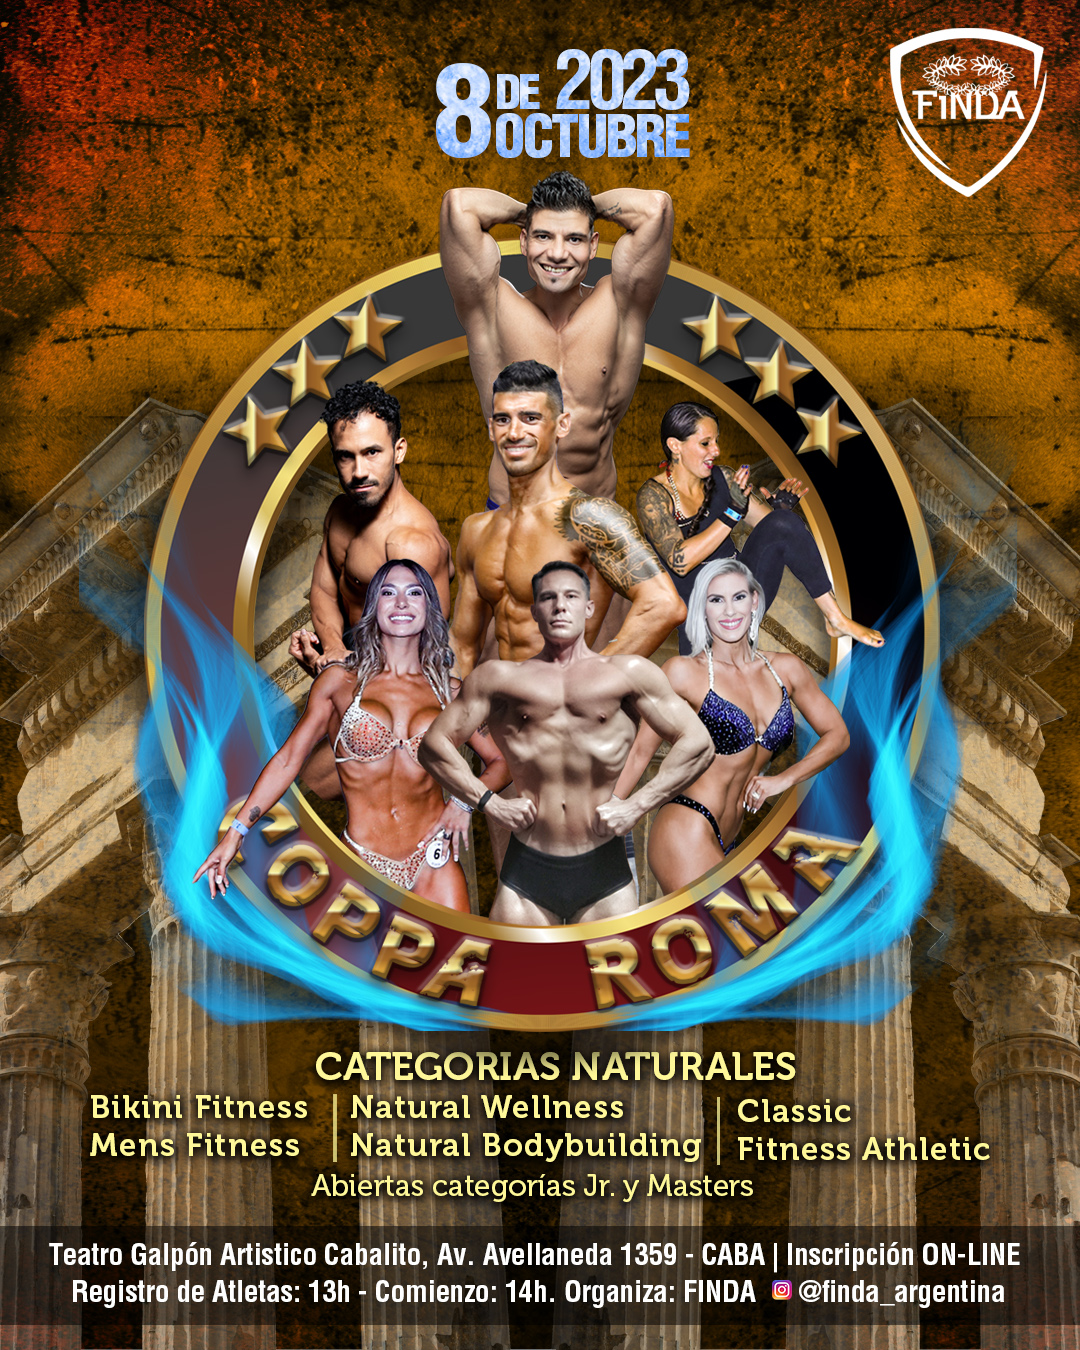 8 DE 2023
OCTUBRE
FiNDA
6
COPPA ROMA
CATEGORIAS NATURALES
Bikini Fitness
Mens Fitness
Natural Wellness
Natural Bodybuilding
Classic
Fitness Athletic
Abiertas categorías Jr. y Masters
Teatro Galpón Artistico Cabalito, Av. Avellaneda 1359 - CABA | Inscripción ON-LINE
Registro de Atletas: 13h - Comienzo: 14h. Organiza: FINDA @finda_argentina